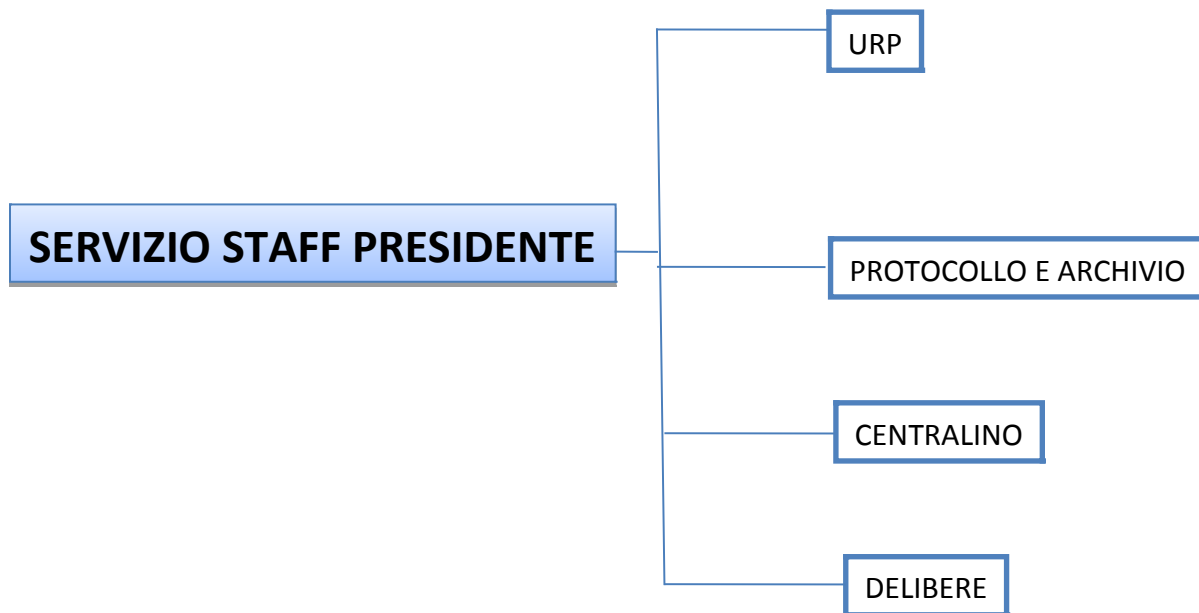 URP
SERVIZIO STAFF PRESIDENTE
PROTOCOLLO E ARCHIVIO
CENTRALINO
DELIBERE